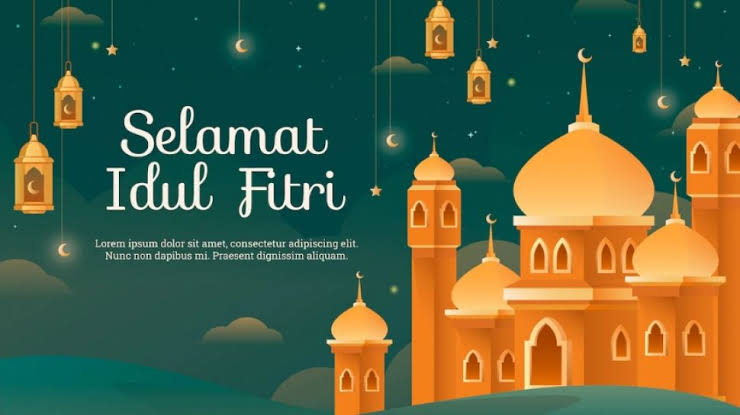 Selamat
Idul Fitri
Lorem ipsum dolor sit amet, consectetur adipiscing elit.
Nunc non dapibus mi. Praesent dignissim aliquam.